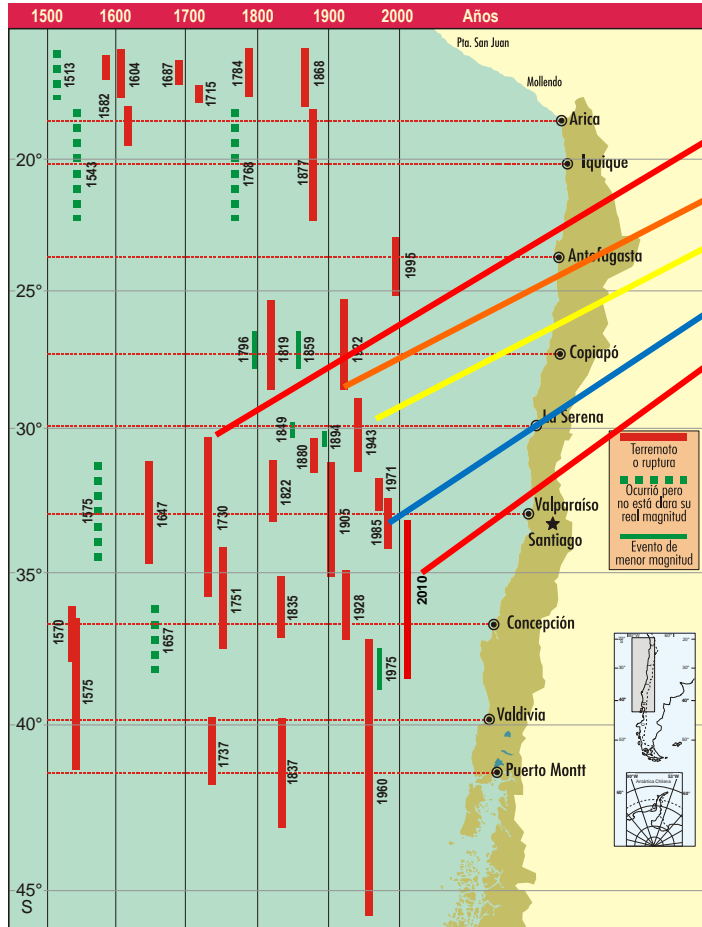 1500 1600 1700 1800 1900 2000 Años
Pta. San Juan
Mollendo
1513
1582
1604
1687
1715
1784
1868
Arica
20°
Iquique
1543
1768
1877
Antofagasta
1995
25°
1796
1819
1859
1922
Copiapó
30°
La Serena
1849
1880
1894
1943
Terremoto
o ruptura
Ocurrió pero
no está clara su
real magnitud
Evento de
menor magnitud
1575
1647
1730
1822
1905
1971
1985
Valparaíso
Santiago
35°
1751
1835
1928
2010
1570
1575
1657
Concepción
1975
40°
Valdivia
1737
1837
1960
Puerto Montt
45°
S
Antártica Chilena
90°W 53°W